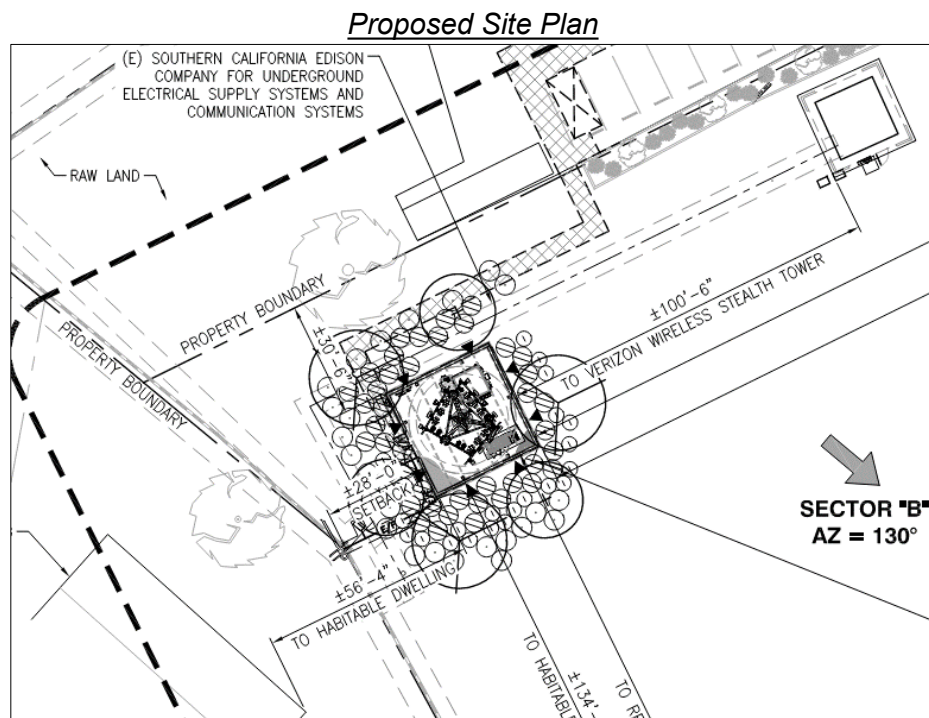 Proposed Site Plan
(E) SOUTHERN CALIFORNIA EDISON
COMPANY FOR UNDERGROUND
ELECTRICAL SUPPLY SYSTEMS AND
COMMUNICATION SYSTEMS
RAW LAND
PROPERTY BOUNDARY
PROPERTY BOUNDARY
±30'-6"
±100'-6"
TO VERIZON WIRELESS STEALTH TOWER
±28'-0"
SETBACK
SECTOR "B"
AZ = 130°
±56'-4"
TO HABITABLE DWELLING
TO HABITABLE
±134'-
TO